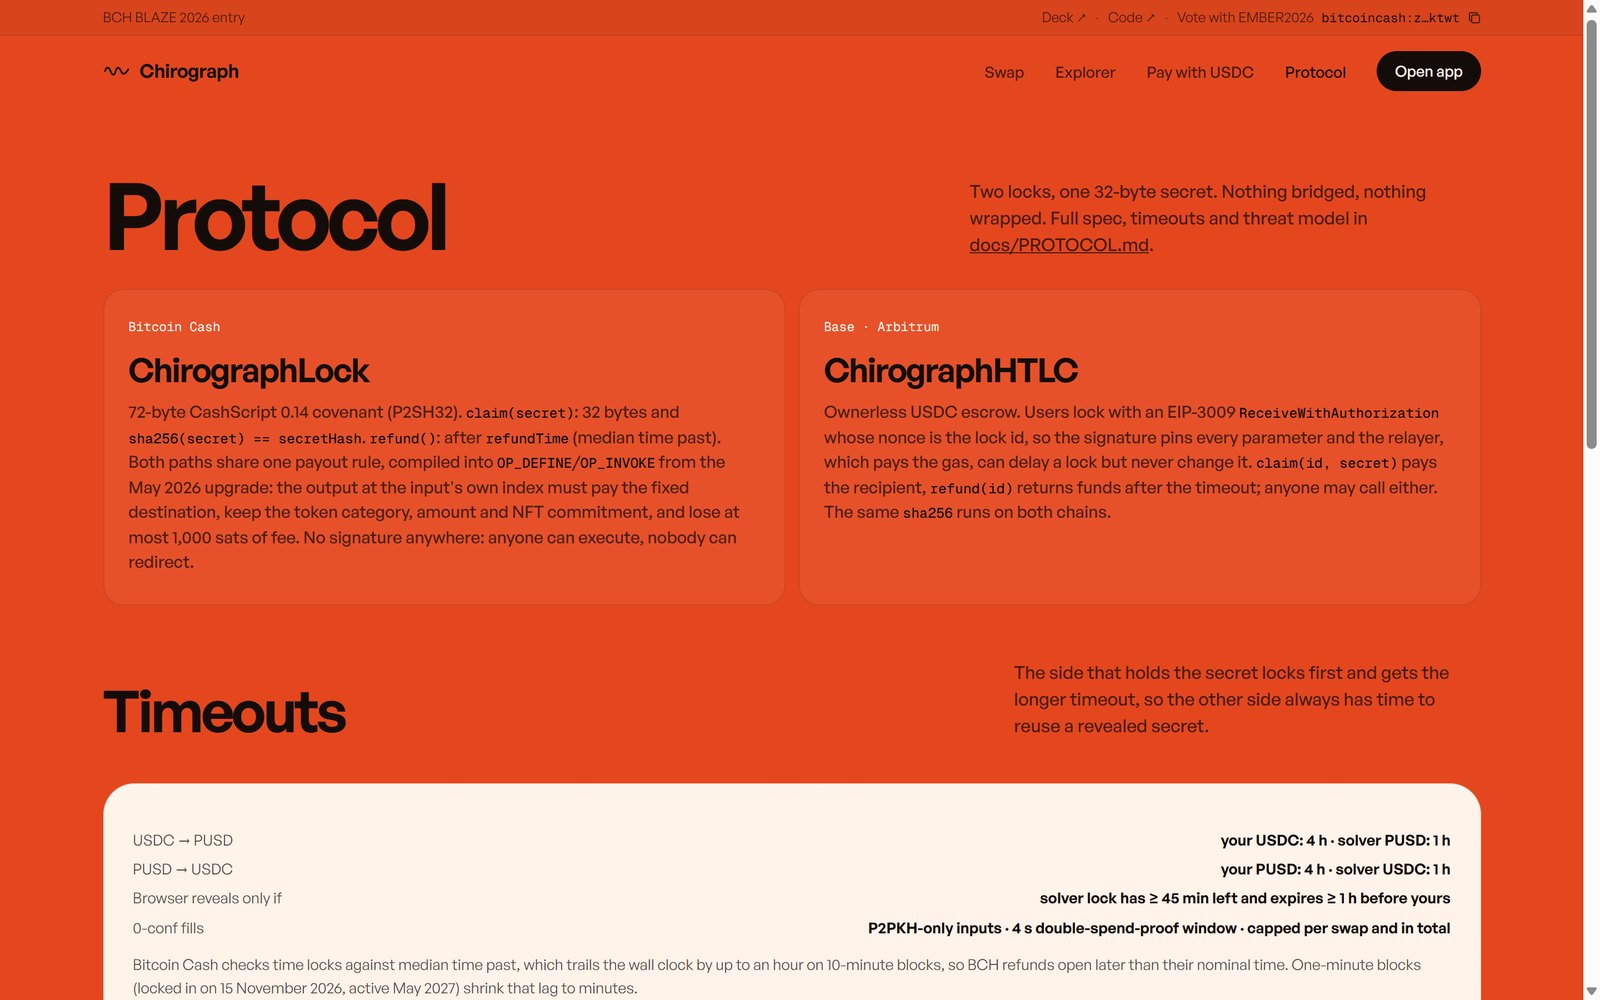 BCH BLAZE 2026 entry
Deck ↗ · Code ↗ · Vote with EMBER2026 bitcoincash:z…ktwt
Chirograph
Swap Explorer Pay with USDC Protocol Open app
Protocol
Two locks, one 32-byte secret. Nothing bridged, nothing
wrapped. Full spec, timeouts and threat model in
docs/PROTOCOL.md.
Bitcoin Cash
ChirographLock
72-byte CashScript 0.14 covenant (P2SH32). claim(secret): 32 bytes and
sha256(secret) == secretHash. refund(): after refundTime (median time past).
Both paths share one payout rule, compiled into OP_DEFINE/OP_INVOKE from the
May 2026 upgrade: the output at the input's own index must pay the fixed
destination, keep the token category, amount and NFT commitment, and lose at
most 1,000 sats of fee. No signature anywhere: anyone can execute, nobody can
redirect.
Base · Arbitrum
ChirographHTLC
Ownerless USDC escrow. Users lock with an EIP-3009 ReceiveWithAuthorization
whose nonce is the lock id, so the signature pins every parameter and the relayer,
which pays the gas, can delay a lock but never change it. claim(id, secret) pays
the recipient, refund(id) returns funds after the timeout; anyone may call either.
The same sha256 runs on both chains.
Timeouts
The side that holds the secret locks first and gets the
longer timeout, so the other side always has time to
reuse a revealed secret.
USDC → PUSD your USDC: 4 h · solver PUSD: 1 h
PUSD → USDC your PUSD: 4 h · solver USDC: 1 h
Browser reveals only if solver lock has ≥ 45 min left and expires ≥ 1 h before yours
0-conf fills P2PKH-only inputs · 4 s double-spend-proof window · capped per swap and in total
Bitcoin Cash checks time locks against median time past, which trails the wall clock by up to an hour on 10-minute blocks, so BCH refunds open later than their nominal time. One-minute blocks
(locked in on 15 November 2026, active May 2027) shrink that lag to minutes.